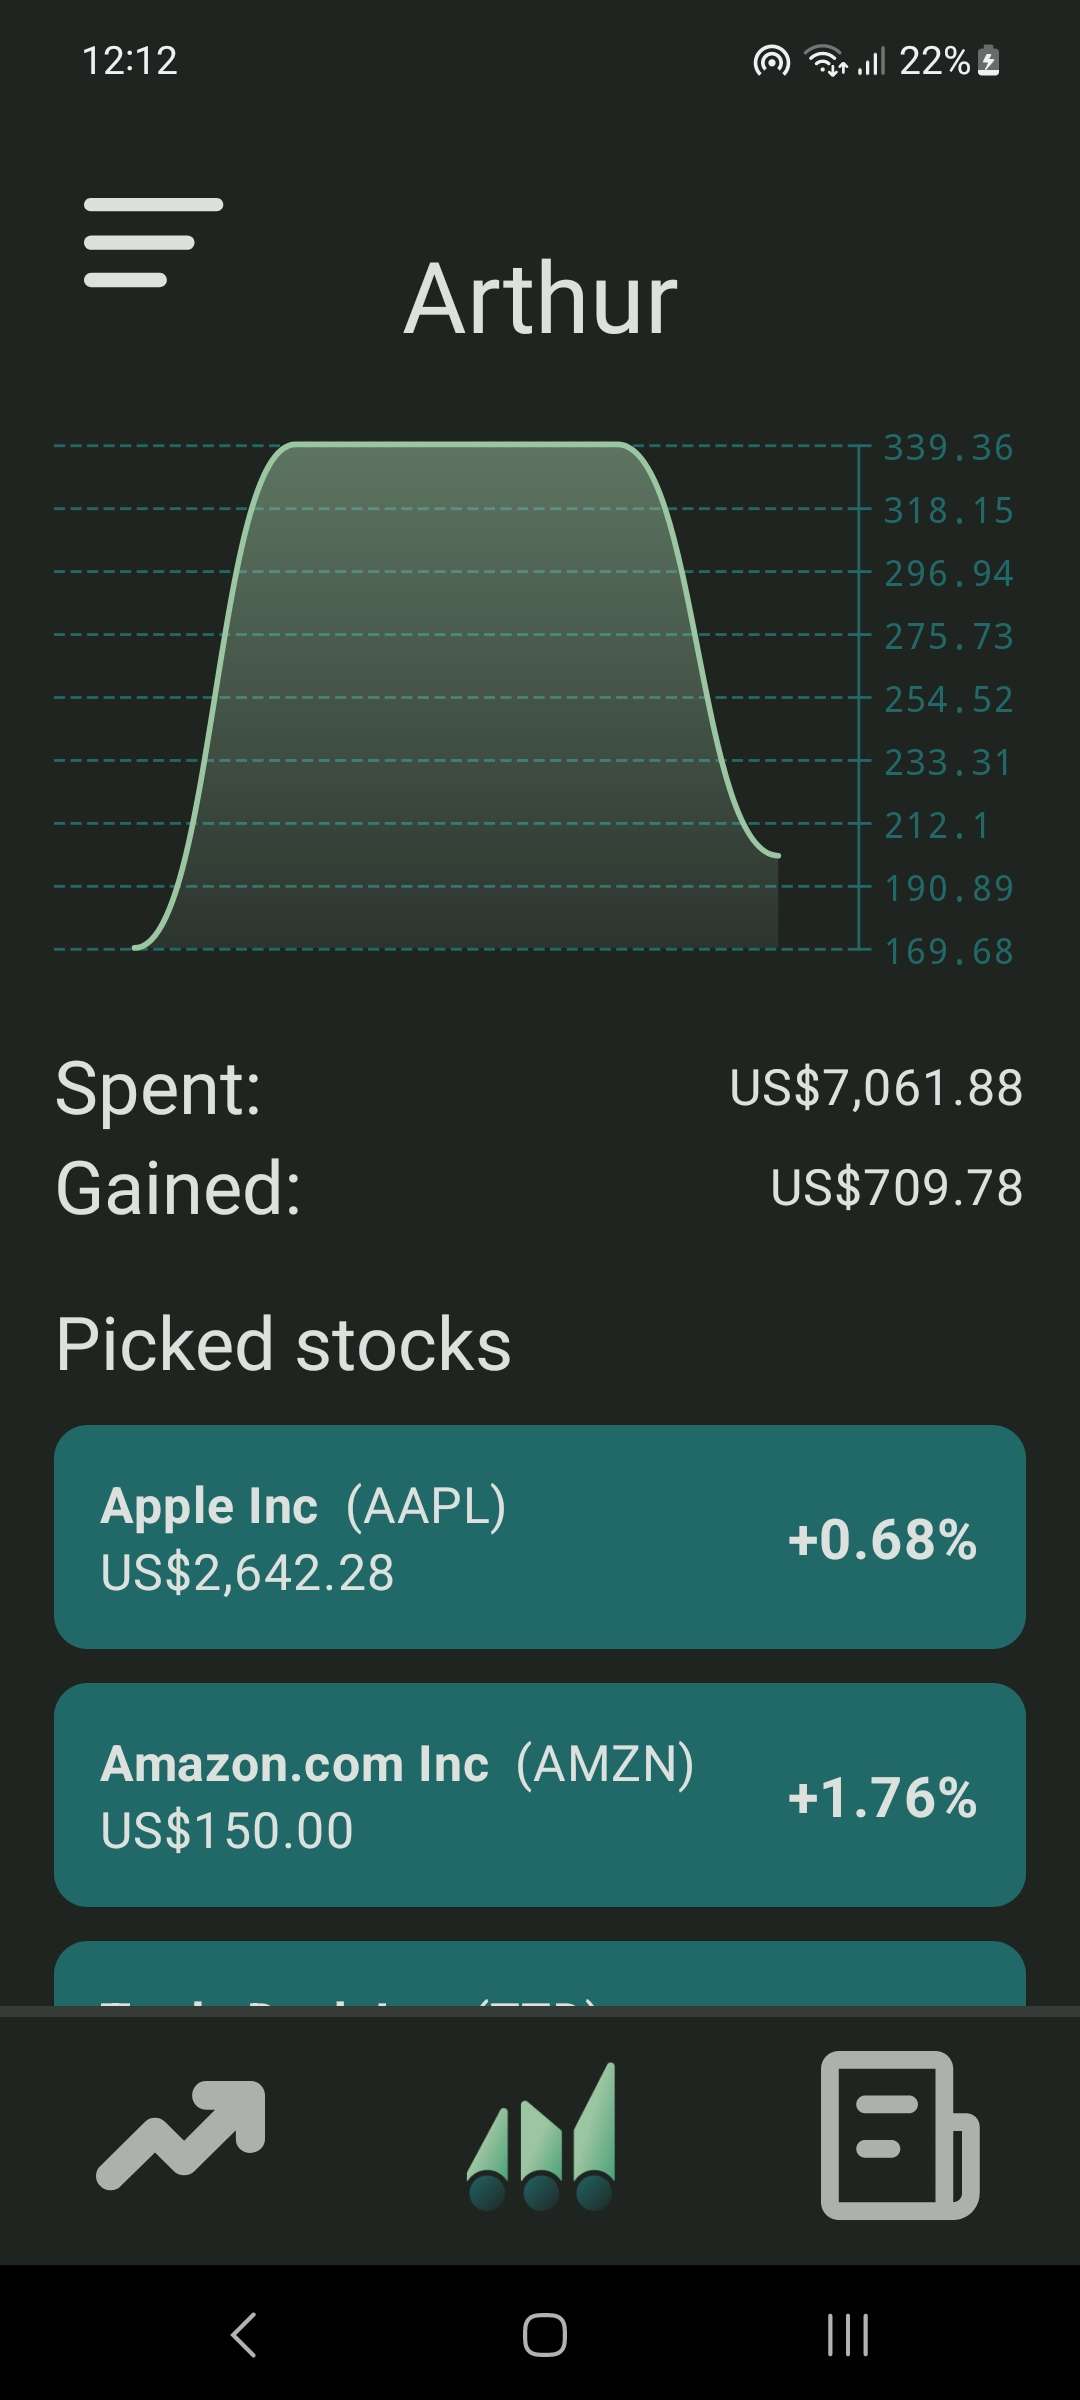 12:12
22%
Arthur
339.36
318.15
296.94
275.73
254.52
233.31
212.1
190.89
169.68
Spent: US$7,061.88
Gained: US$709.78
Picked stocks
Apple Inc (AAPL)
US$2,642.28
+0.68%
Amazon.com Inc (AMZN)
US$150.00
+1.76%